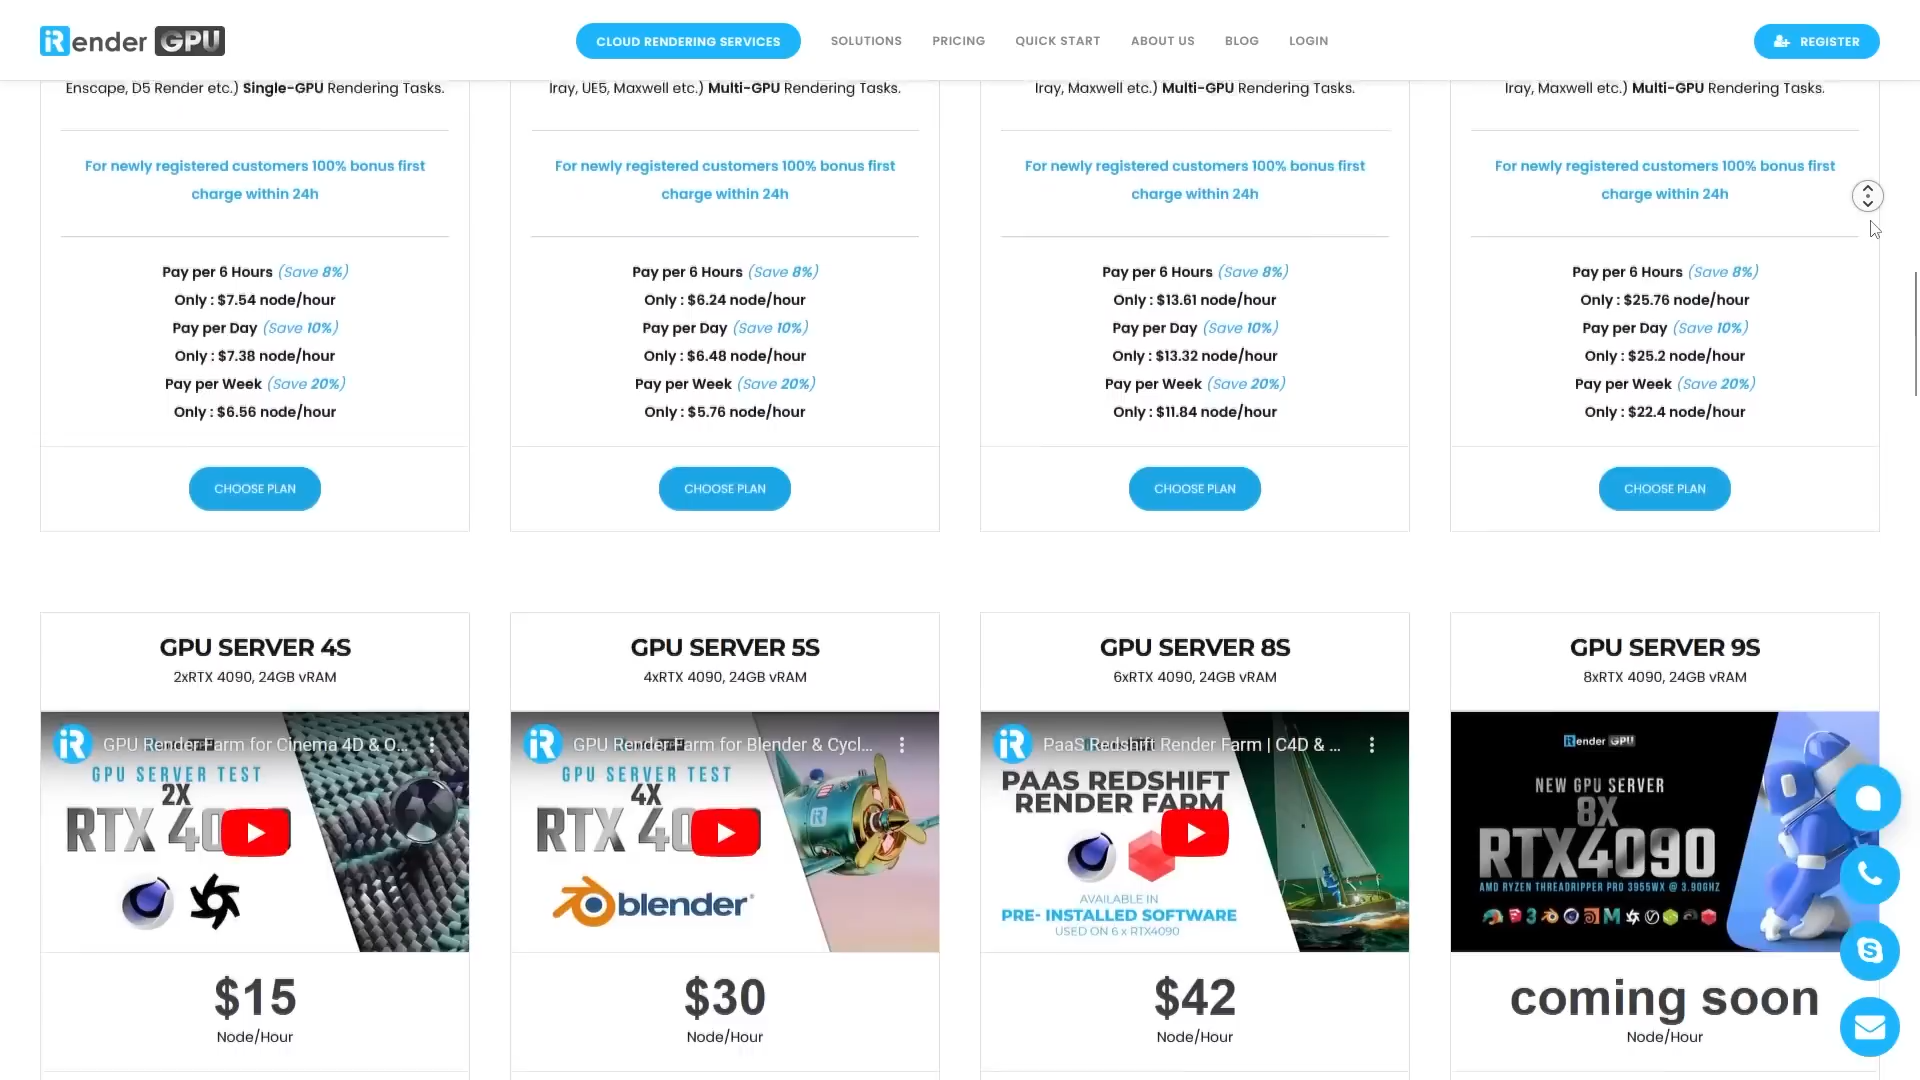 iRender GPU
CLOUD RENDERING SERVICES
SOLUTIONS
PRICING
QUICK START
ABOUT US
BLOG
LOGIN
REGISTER
Enscape, D5 Render etc.) Single-GPU Rendering Tasks.
For newly registered customers 100% bonus first
charge within 24h
Pay per 6 Hours (Save 8%)
Only : $7.54 node/hour
Pay per Day (Save 10%)
Only : $7.38 node/hour
Pay per Week (Save 20%)
Only : $6.56 node/hour
CHOOSE PLAN
Iray, UE5, Maxwell etc.) Multi-GPU Rendering Tasks.
For newly registered customers 100% bonus first
charge within 24h
Pay per 6 Hours (Save 8%)
Only : $6.24 node/hour
Pay per Day (Save 10%)
Only : $6.48 node/hour
Pay per Week (Save 20%)
Only : $5.76 node/hour
CHOOSE PLAN
Iray, Maxwell etc.) Multi-GPU Rendering Tasks.
For newly registered customers 100% bonus first
charge within 24h
Pay per 6 Hours (Save 8%)
Only : $13.61 node/hour
Pay per Day (Save 10%)
Only : $13.32 node/hour
Pay per Week (Save 20%)
Only : $11.84 node/hour
CHOOSE PLAN
Iray, Maxwell etc.) Multi-GPU Rendering Tasks.
For newly registered customers 100% bonus first
charge within 24h
Pay per 6 Hours (Save 8%)
Only : $25.76 node/hour
Pay per Day (Save 10%)
Only : $25.2 node/hour
Pay per Week (Save 20%)
Only : $22.4 node/hour
CHOOSE PLAN
GPU SERVER 4S
2xRTX 4090, 24GB vRAM
GPU Render Farm for Cinema 4D & O...
GPU SERVER TEST
2X
RTX 40
$15
Node/Hour
GPU SERVER 5S
4xRTX 4090, 24GB vRAM
GPU Render Farm for Blender & Cycl...
GPU SERVER TEST
4X
RTX 40
blender
$30
Node/Hour
GPU SERVER 8S
6xRTX 4090, 24GB vRAM
PaaS Redshift Render Farm | C4D & ...
PAAS REDSHIFT
RENDER FARM
AVAILABLE IN
PRE- INSTALLED SOFTWARE
USED ON 6 x RTX4090
$42
Node/Hour
GPU SERVER 9S
8xRTX 4090, 24GB vRAM
iRender GPU
NEW GPU SERVER
8X
RTX4090
AMD RYZEN THREADRIPPER PRO 3955WX @ 3.90GHZ
coming soon
Node/Hour